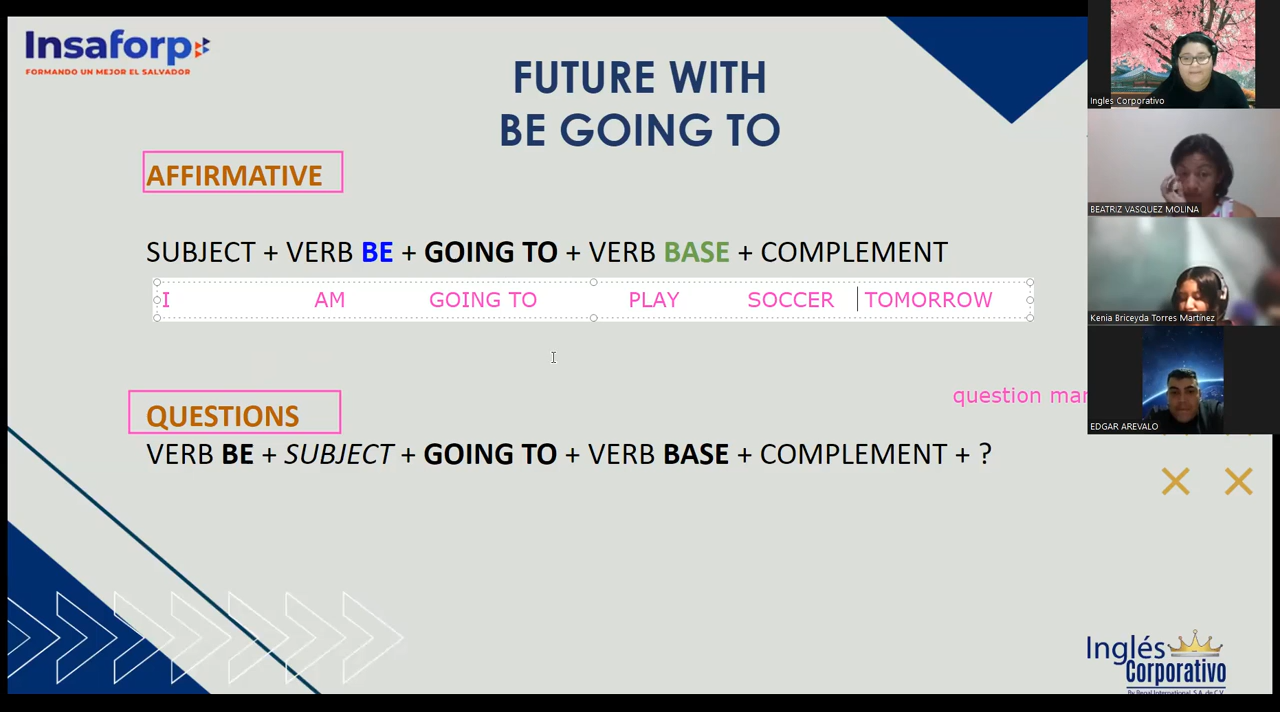 Insaforp
FORMANDO UN MEJOR EL SALVADOR
FUTURE WITH
BE GOING TO
AFFIRMATIVE
SUBJECT + VERB BE + GOING TO + VERB BASE + COMPLEMENT
I AM GOING TO PLAY SOCCER TOMORROW
question mar
QUESTIONS
VERB BE + SUBJECT + GOING TO + VERB BASE + COMPLEMENT + ?
Ingles Corporativo
BEATRIZ VASQUEZ MOLINA
Kenia Briceyda Torres Martinez
EDGAR AREVALO
Inglés
Corporativo